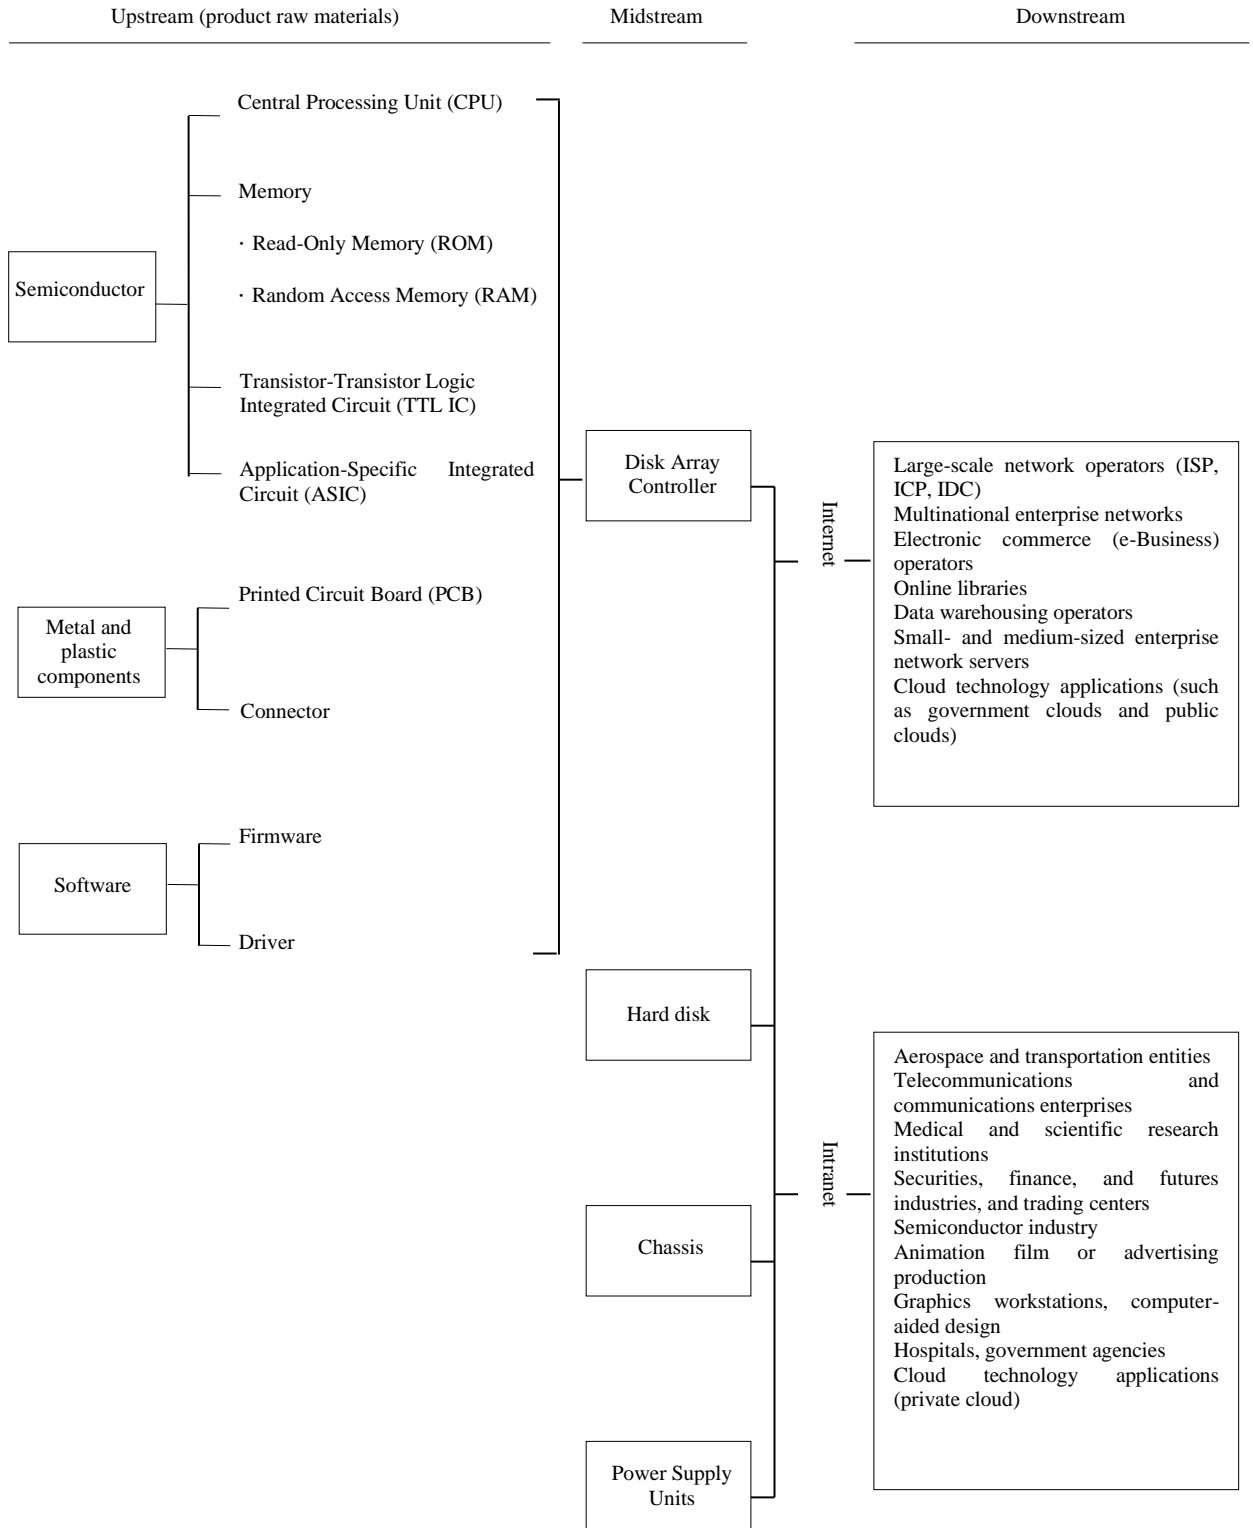 Upstream (product raw materials)
Midstream
Downstream
Central Processing Unit (CPU)
Memory
· Read-Only Memory (ROM)
· Random Access Memory (RAM)
Semiconductor
Transistor-Transistor Logic
Integrated Circuit (TTL IC)
Application-Specific Integrated
Circuit (ASIC)
Printed Circuit Board (PCB)
Metal and
plastic
components
Connector
Firmware
Software
Driver
Disk Array
Controller
Hard disk
Chassis
Power Supply
Units
Internet
Large-scale network operators (ISP,
ICP, IDC)
Multinational enterprise networks
Electronic commerce (e-Business)
operators
Online libraries
Data warehousing operators
Small- and medium-sized enterprise
network servers
Cloud technology applications (such
as government clouds and public
clouds)
Intranet
Aerospace and transportation entities
Telecommunications and
communications enterprises
Medical and scientific research
institutions
Securities, finance, and futures
industries, and trading centers
Semiconductor industry
Animation film or advertising
production
Graphics workstations, computer-
aided design
Hospitals, government agencies
Cloud technology applications
(private cloud)